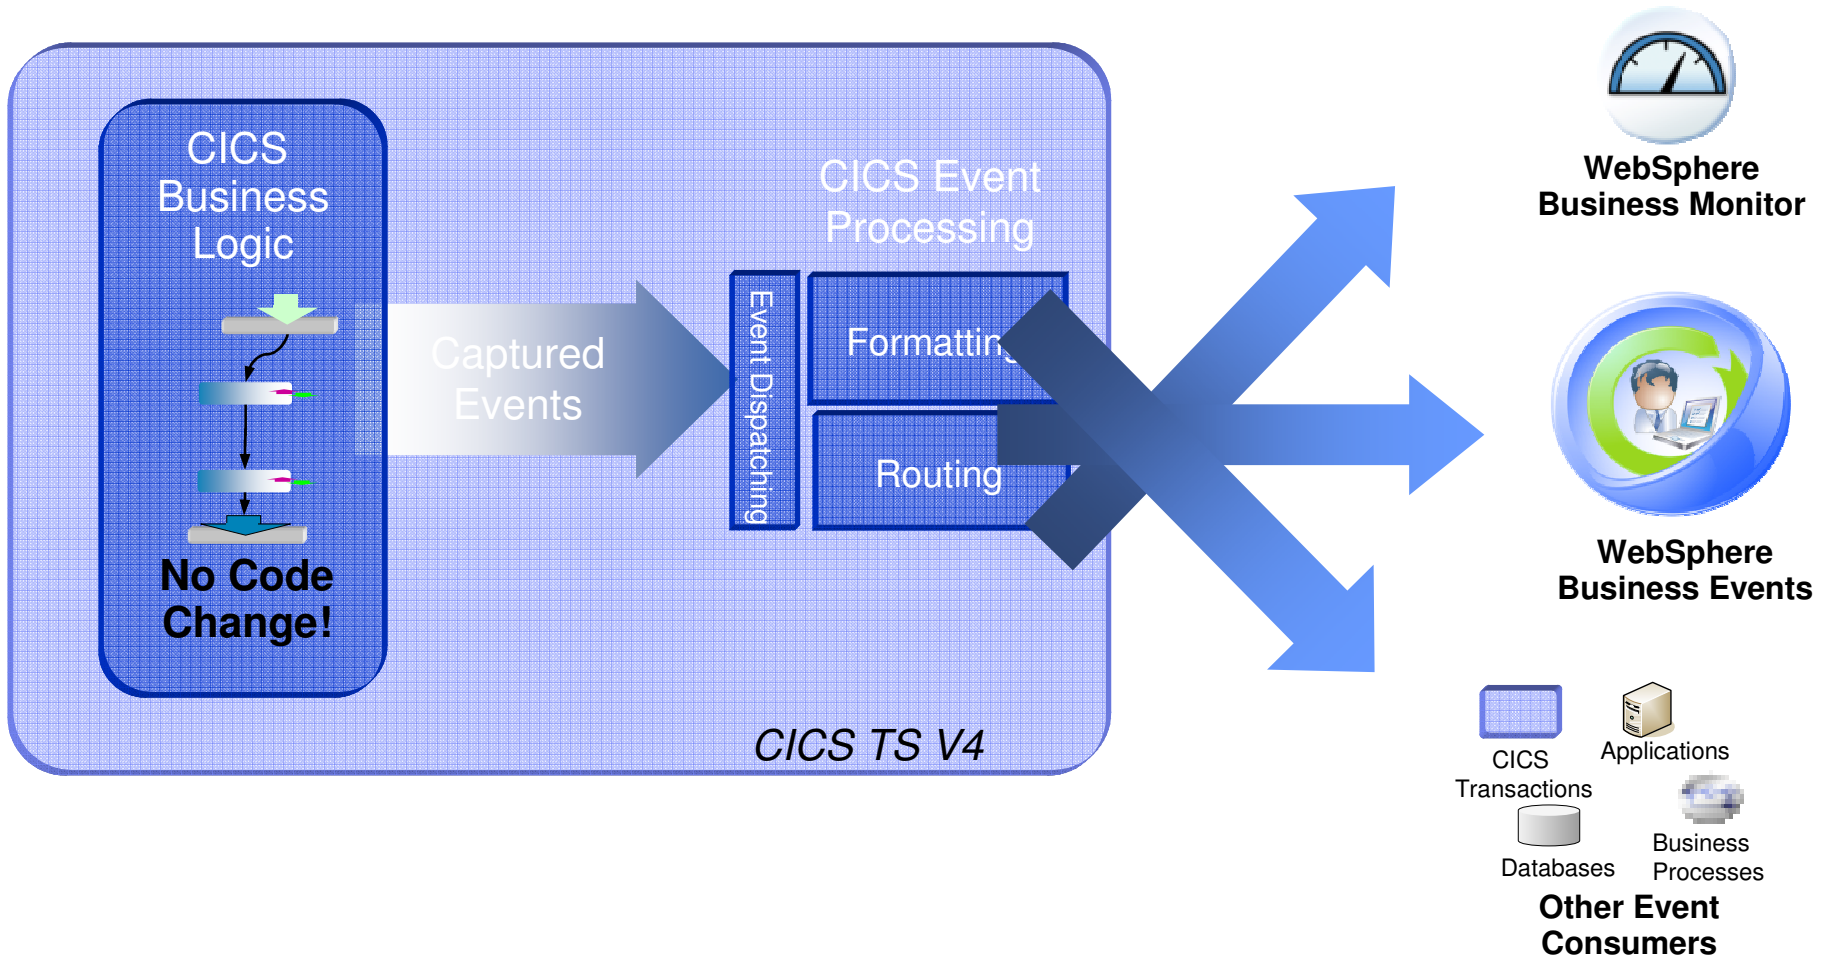 CICS
Business
Logic
No Code
Change!
Captured
Events
CICS Event
Processing
Event Dispatching
Formatting
Routing
CICS TS V4
WebSphere
Business Monitor
WebSphere
Business Events
CICS
Transactions
Applications
Databases
Business
Processes
Other Event
Consumers